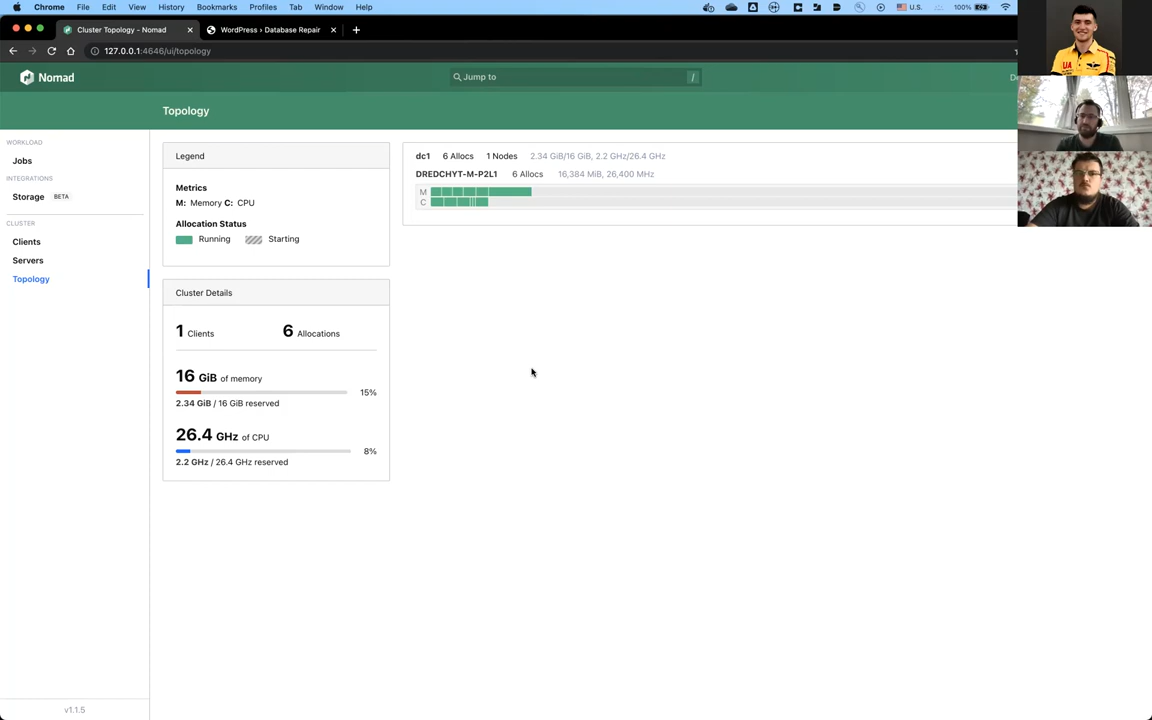 Chrome File Edit View History Bookmarks Profiles Tab Window Help U.S. 100%
Cluster Topology - Nomad WordPress › Database Repair
127.0.0.1:4646/ui/topology
Nomad Jump to /
Topology
WORKLOAD
Jobs
INTEGRATIONS
Storage BETA
CLUSTER
Clients
Servers
Topology
v1.1.5
Legend
Metrics
M: Memory C: CPU
Allocation Status
Running Starting
Cluster Details
1 Clients 6 Allocations
16 GiB of memory
15%
2.34 GiB / 16 GiB reserved
26.4 GHz of CPU
8%
2.2 GHz / 26.4 GHz reserved
dc1 6 Allocs 1 Nodes 2.34 GiB/16 GiB, 2.2 GHz/26.4 GHz
DREDCHYT-M-P2L1 6 Allocs 16,384 MiB, 26,400 MHz
M
C
UA